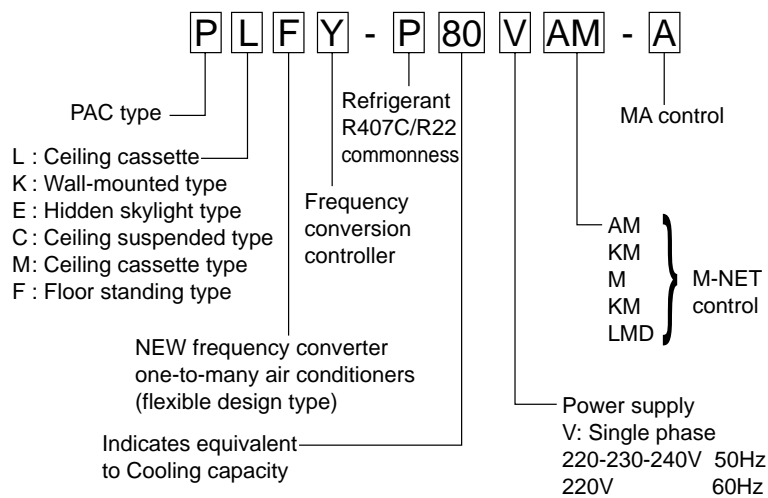 P L F Y - P 80 V AM - A
PAC type
Refrigerant
R407C/R22
commonness
MA control
L : Ceiling cassette
K : Wall-mounted type
E : Hidden skylight type
C : Ceiling suspended type
M: Ceiling cassette type
F : Floor standing type
Frequency
conversion
controller
AM
KM
M
KM
LMD
M-NET
control
NEW frequency converter
one-to-many air conditioners
(flexible design type)
Indicates equivalent
to Cooling capacity
Power supply
V: Single phase
220-230-240V 50Hz
220V 60Hz